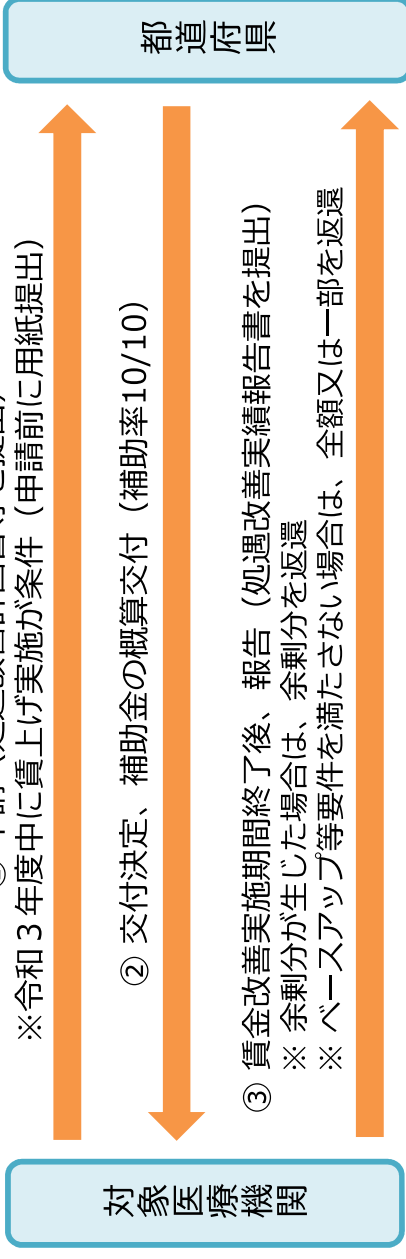 対象医療機関
※令和３年度中に賃上げ実施が条件（申請前に用紙提出）
② 交付決定、補助金の概算交付（補助率10/10）
③ 賃金改善実施期間終了後、報告（処遇改善実績報告書を提出）
※ 余剰分が生じた場合は、余剰分を返還
※ ベースアップ等要件を満たさない場合は、全額又は一部を返還
都道府県